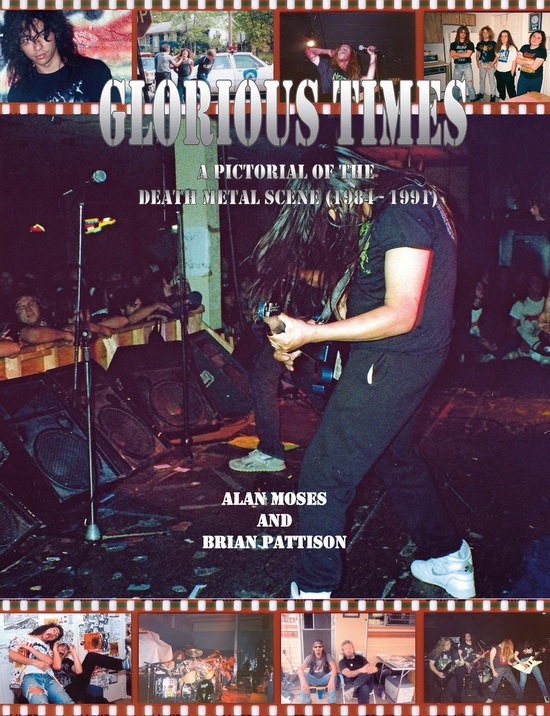 GLORIOUS TIMES
A PICTORIAL OF THE
DEATH METAL SCENE (1984-1991)
ALAN MOSES
AND
BRIAN PATTISON